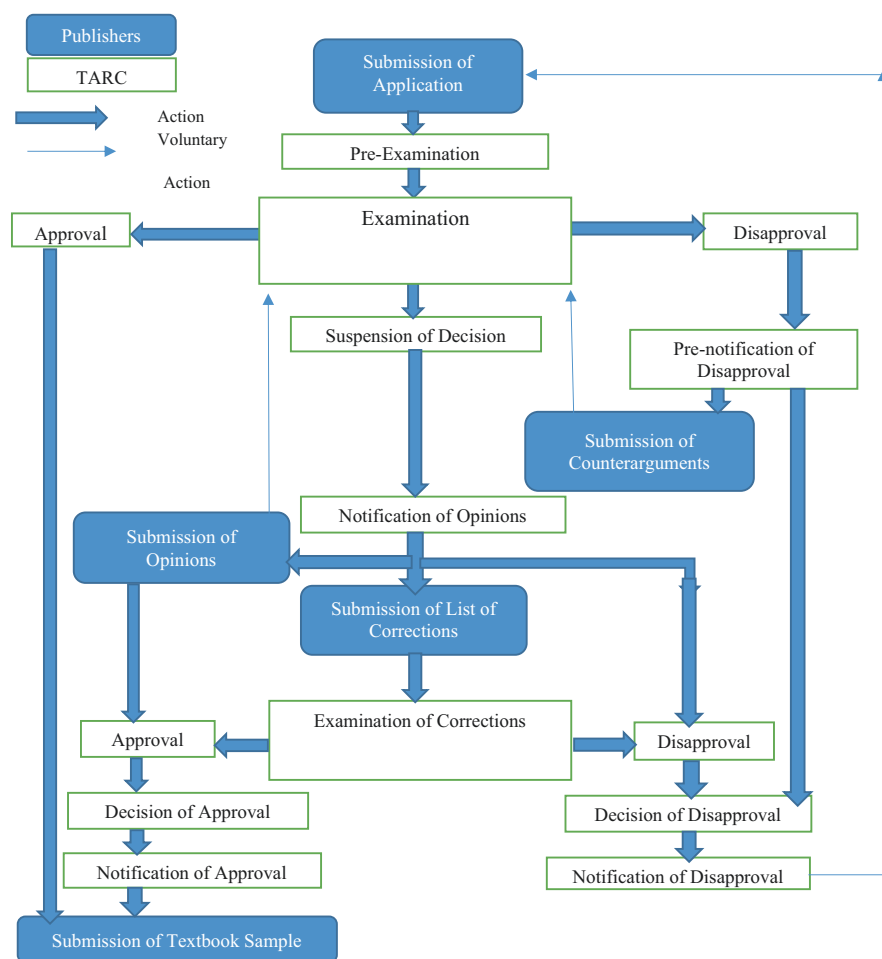 Publishers
TARC
Action
Voluntary
Action
Submission of
Application
Pre-Examination
Examination
Approval
Disapproval
Suspension of Decision
Pre-notification of
Disapproval
Submission of
Counterarguments
Notification of Opinions
Submission of
Opinions
Submission of List of
Corrections
Examination of Corrections
Approval
Disapproval
Decision of Approval
Decision of Disapproval
Notification of Approval
Notification of Disapproval
Submission of Textbook Sample